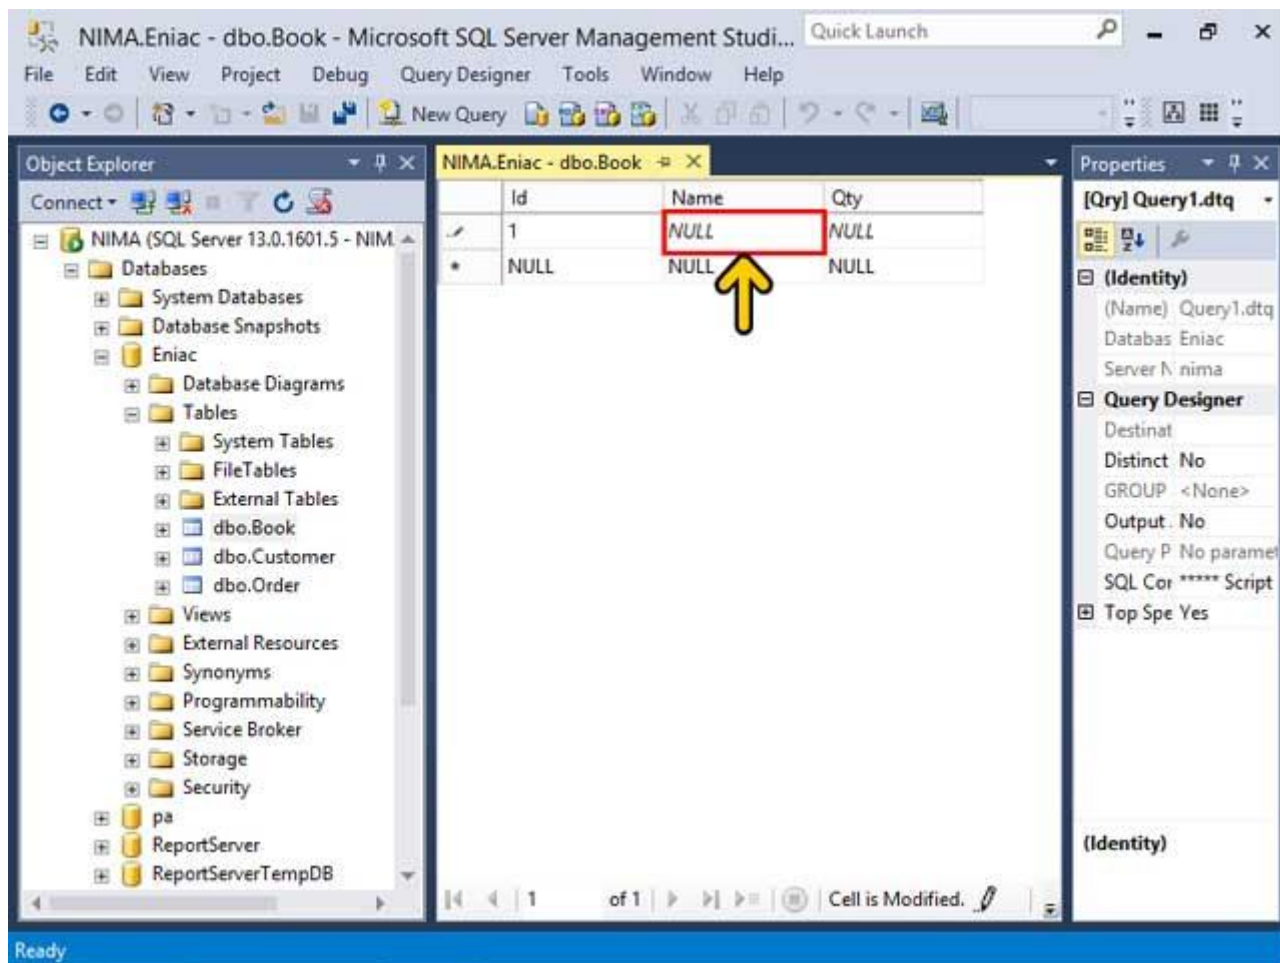 NIMA.Eniac - dbo.Book - Microsoft SQL Server Management Studi...
Quick Launch
File Edit View Project Debug Query Designer Tools Window Help
New Query
Object Explorer
Connect
NIMA (SQL Server 13.0.1601.5 - NIM
Databases
System Databases
Database Snapshots
Eniac
Database Diagrams
Tables
System Tables
FileTables
External Tables
dbo.Book
dbo.Customer
dbo.Order
Views
External Resources
Synonyms
Programmability
Service Broker
Storage
Security
pa
ReportServer
ReportServerTempDB
NIMA.Eniac - dbo.Book
Id Name Qty
1 NULL NULL
NULL NULL NULL
1 of 1 Cell is Modified.
Properties
[Qry] Query1.dtq
(Identity)
(Name) Query1.dtq
Databas Eniac
Server N nima
Query Designer
Destinat
Distinct No
GROUP <None>
Output No
Query P No paramet
SQL Cor ***** Script
Top Spe Yes
(Identity)
Ready